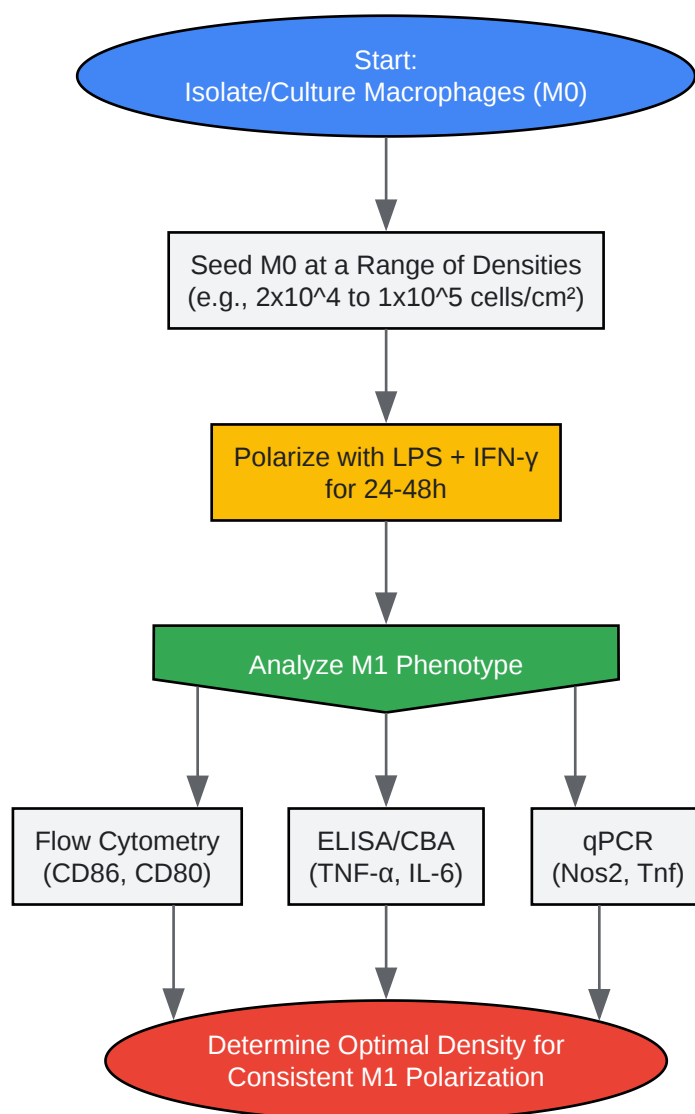 Start:
Isolate/Culture Macrophages (M0)
Seed M0 at a Range of Densities
(e.g., 2x10^4 to 1x10^5 cells/cm²)
Polarize with LPS + IFN-γ
for 24-48h
Analyze M1 Phenotype
Flow Cytometry
(CD86, CD80)
ELISA/CBA
(TNF-α, IL-6)
qPCR
(Nos2, Tnf)
Determine Optimal Density for
Consistent M1 Polarization